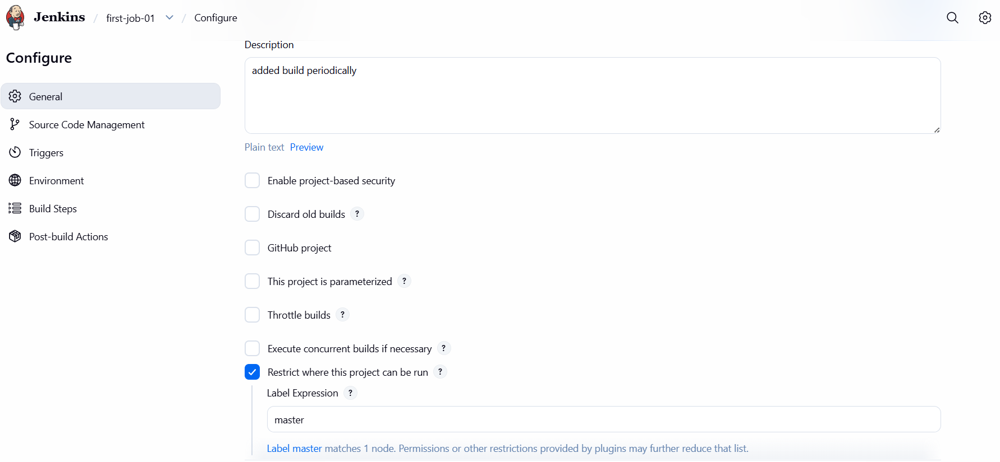 Jenkins / first-job-01 / Configure
Configure
General
Source Code Management
Triggers
Environment
Build Steps
Post-build Actions
Description
added build periodically
Plain text Preview
Enable project-based security
Discard old builds ?
GitHub project
This project is parameterized ?
Throttle builds ?
Execute concurrent builds if necessary ?
Restrict where this project can be run ?
Label Expression ?
master
Label master matches 1 node. Permissions or other restrictions provided by plugins may further reduce that list.